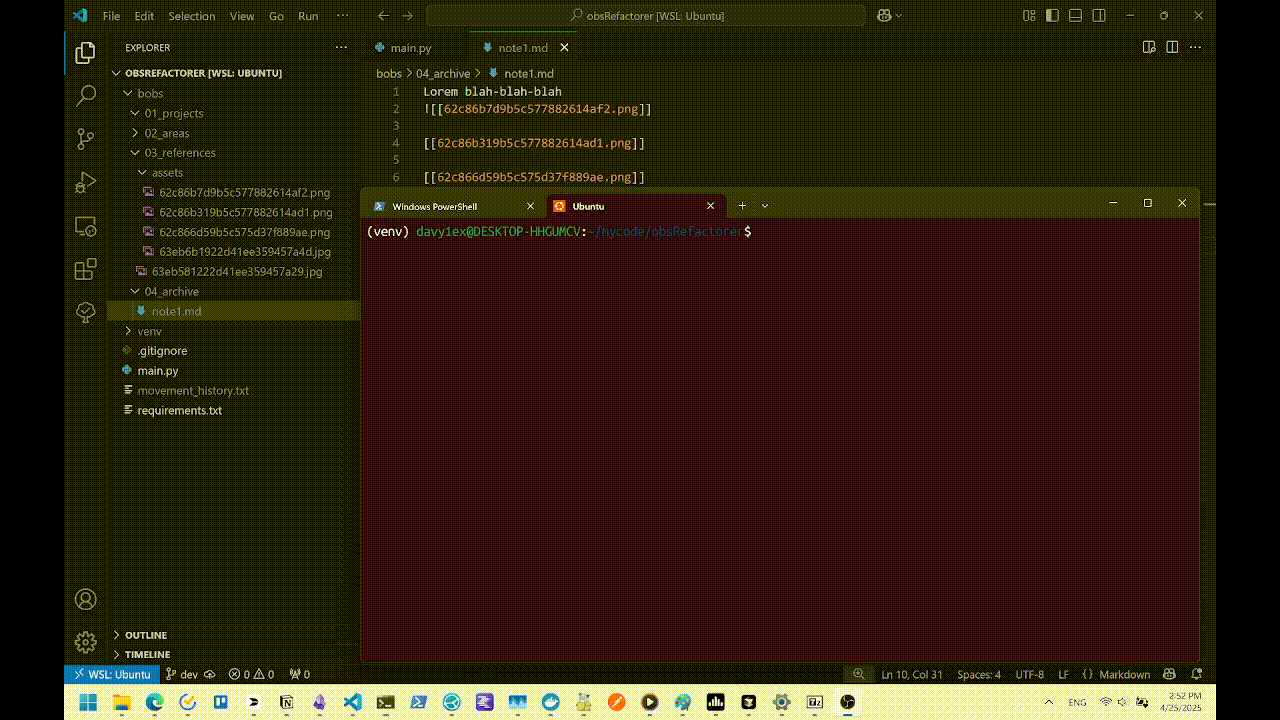 File Edit Selection View Go Run ··· obsRefactor [WSL: Ubuntu]
EXPLORER ···
OBSREFACTORER [WSL: UBUNTU]
bobs
01_projects
02_areas
03_references
assets
62c86b7d9b5c577882614af2.png
62c86b319b5c577882614ad1.png
62c866d59b5c575d37f889ae.png
63eb6b1922d41ee359457a4d.jpg
63eb581222d41ee359457a29.jpg
04_archive
note1.md
venv
.gitignore
main.py
movement_history.txt
requirements.txt
OUTLINE
TIMELINE
main.py note1.md
bobs > 04_archive > note1.md
1 Lorem blah-blah-blah
2 ![[62c86b7d9b5c577882614af2.png]]
3
4 [[62c86b319b5c577882614ad1.png]]
5
6 [[62c866d59b5c575d37f889ae.png]]
Windows PowerShell Ubuntu
(venv) davy1ex@DESKTOP-HHGUMCV:~/mycode/obsRefactorer$
WSL: Ubuntu dev 0 0 0 Ln 10, Col 31 Spaces: 4 UTF-8 LF {} Markdown
ENG 2:52 PM
4/25/2025